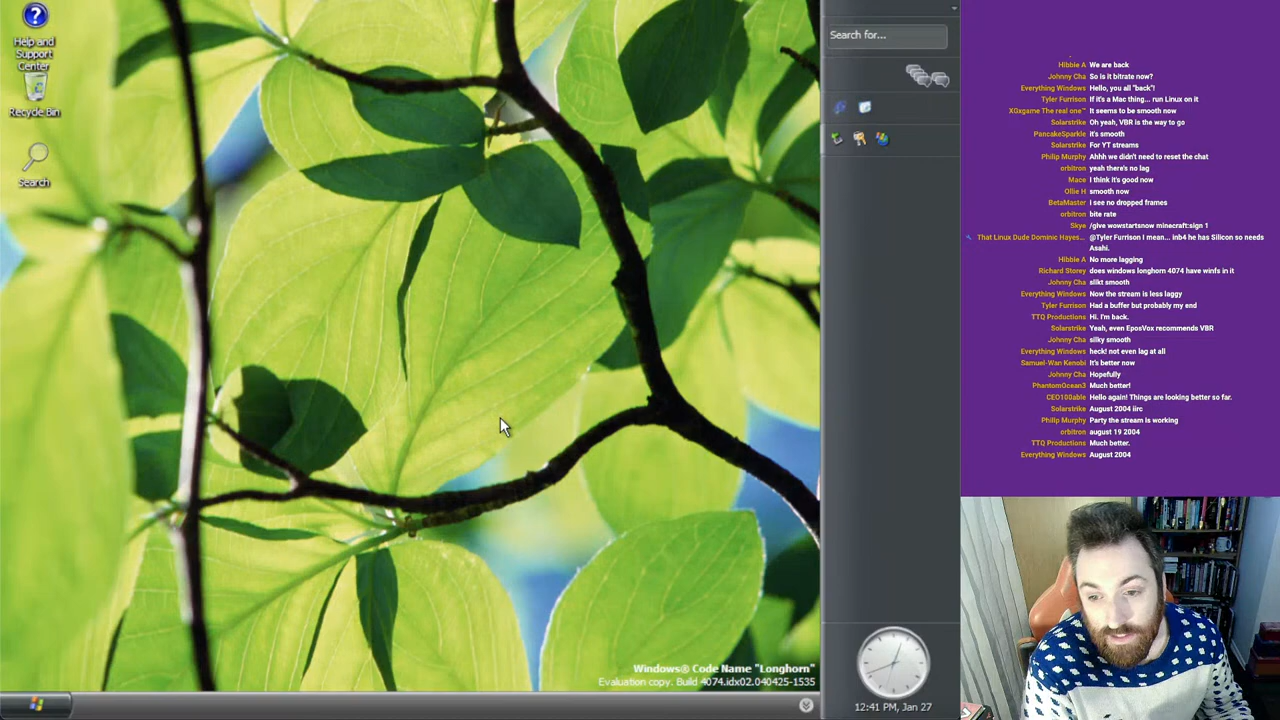 Help and
Support
Center
Recycle Bin
Search
Search for...
Windows® Code Name "Longhorn"
Evaluation copy. Build 4074.idx02.040425-1535
12:41 PM, Jan 27
Hibbie A We are back
Johnny Cha So is it bitrate now?
Everything Windows Hello, you all "back"!
Tyler Furrison If it's a Mac thing... run Linux on it
XGxgame The real one™ It seems to be smooth now
Solarstrike Oh yeah, VBR is the way to go
PancakeSparkle it's smooth
Solarstrike For YT streams
Philip Murphy Ahhh we didn't need to reset the chat
orbitron yeah there's no lag
Mace I think it's good now
Ollie H smooth now
BetaMaster I see no dropped frames
orbitron bite rate
Skye /give wowstartsnow minecraft:sign 1
That Linux Dude Dominic Hayes... @Tyler Furrison I mean... inb4 he has Silicon so needs
Asahi.
Hibbie A No more lagging
Richard Storey does windows longhorn 4074 have winfs in it
Johnny Cha slikt smooth
Everything Windows Now the stream is less laggy
Tyler Furrison Had a buffer but probably my end
TTQ Productions Hi. I'm back.
Solarstrike Yeah, even EposVox recommends VBR
Johnny Cha silky smooth
Everything Windows heck! not even lag at all
Samuel-Wan Kenobi It's better now
Johnny Cha Hopefully
PhantomOcean3 Much better!
CEO100able Hello again! Things are looking better so far.
Solarstrike August 2004 iirc
Philip Murphy Party the stream is working
orbitron august 19 2004
TTQ Productions Much better.
Everything Windows August 2004